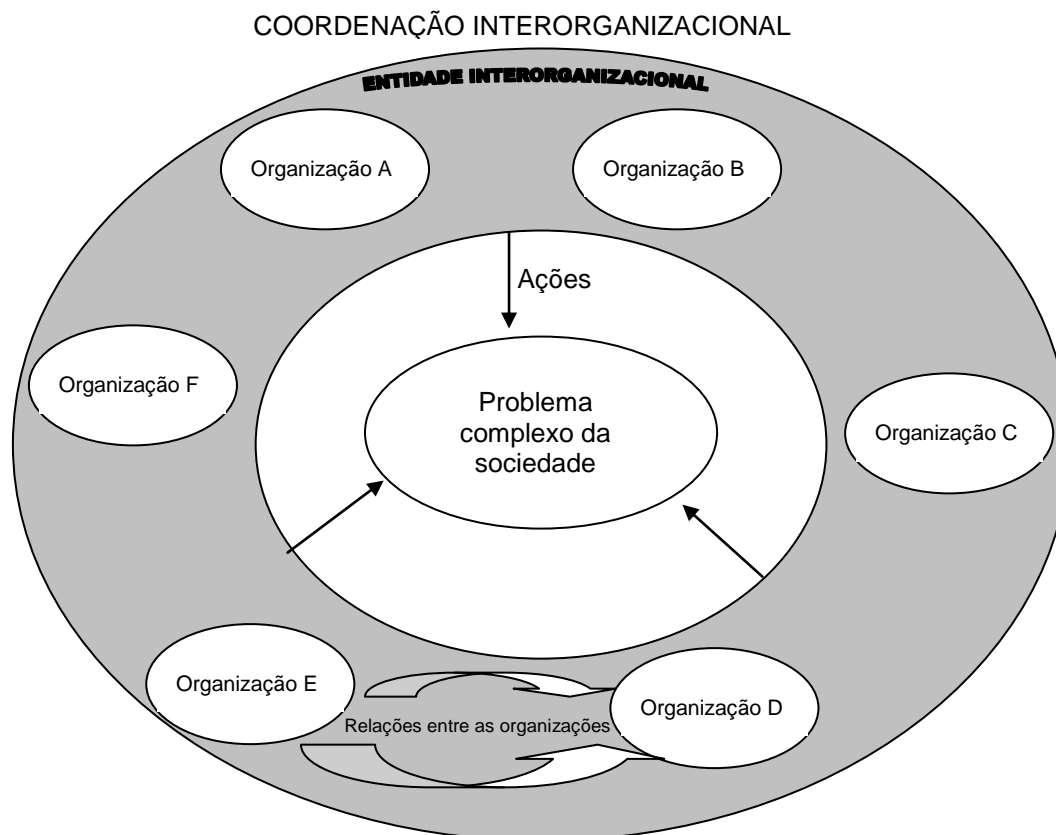 COORDENAÇÃO INTERORGANIZACIONAL
ENTIDADE INTERORGANIZACIONAL
Organização A
Organização B
Ações
Organização F
Problema
complexo da
sociedade
Organização C
Organização E
Organização D
Relações entre as organizações